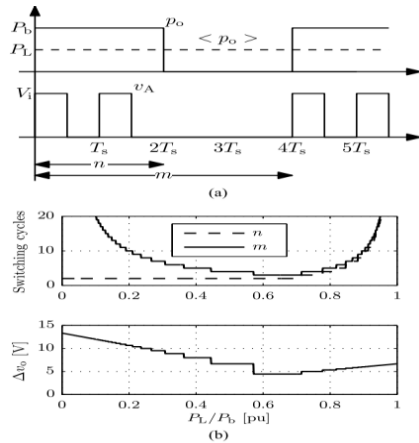 P_b p_o
P_L < p_o >
V_i v_A
T_s 2T_s 3T_s 4T_s 5T_s
n
m
(a)
20
10
0
Switching cycles
n
m
0 0.2 0.4 0.6 0.8 1
15
10
5
0
Δv_o [V]
0 0.2 0.4 0.6 0.8 1
P_L/P_b [pu]
(b)